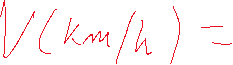 V(km/h) =